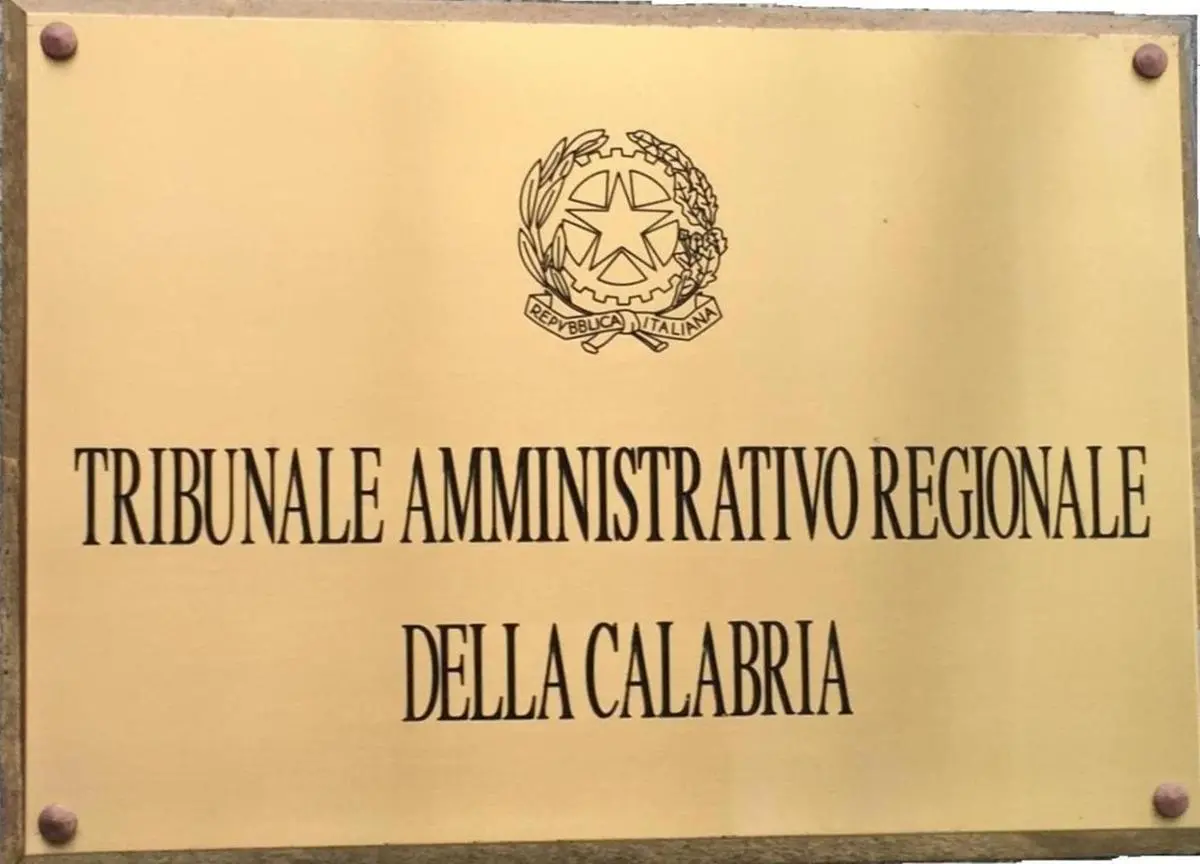 REPVBBLICA ITALIANA
TRIBUNALE AMMINISTRATIVO REGIONALE
DELLA CALABRIA